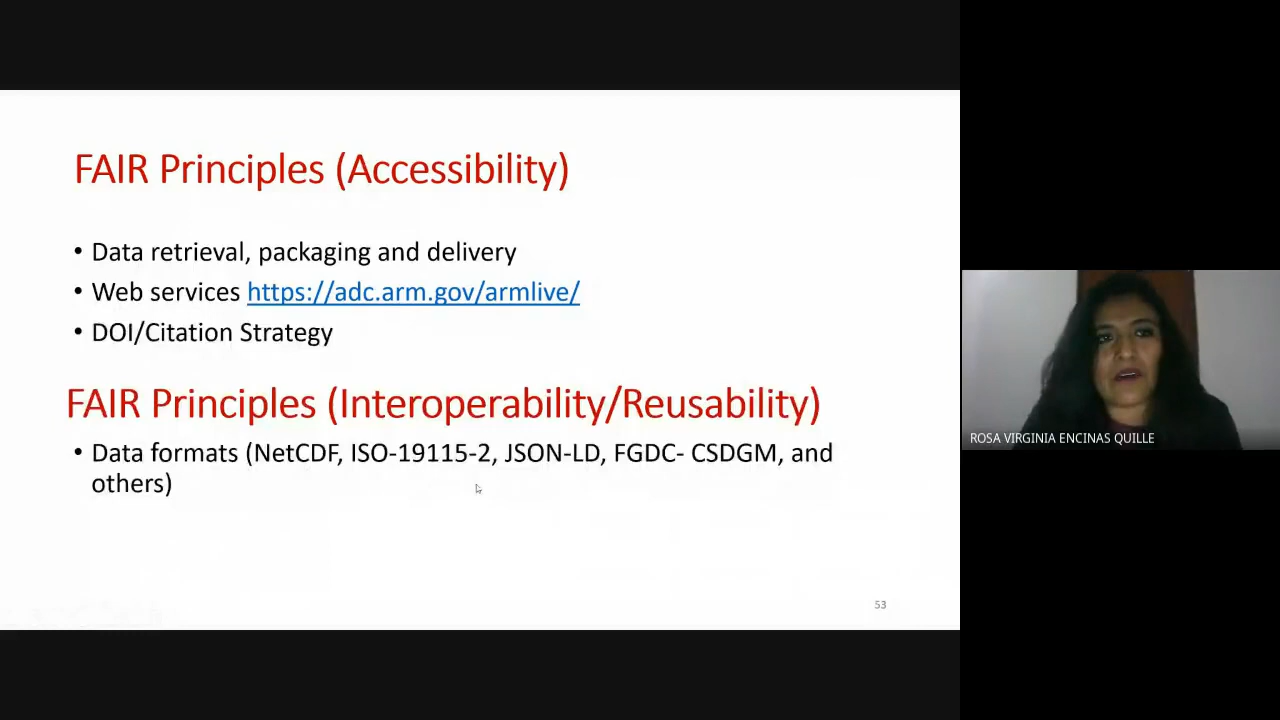 FAIR Principles (Accessibility)
• Data retrieval, packaging and delivery
• Web services https://adc.arm.gov/armlive/
• DOI/Citation Strategy
FAIR Principles (Interoperability/Reusability)
• Data formats (NetCDF, ISO-19115-2, JSON-LD, FGDC- CSDGM, and
others)
53
ROSA VIRGINIA ENCINAS QUILLE